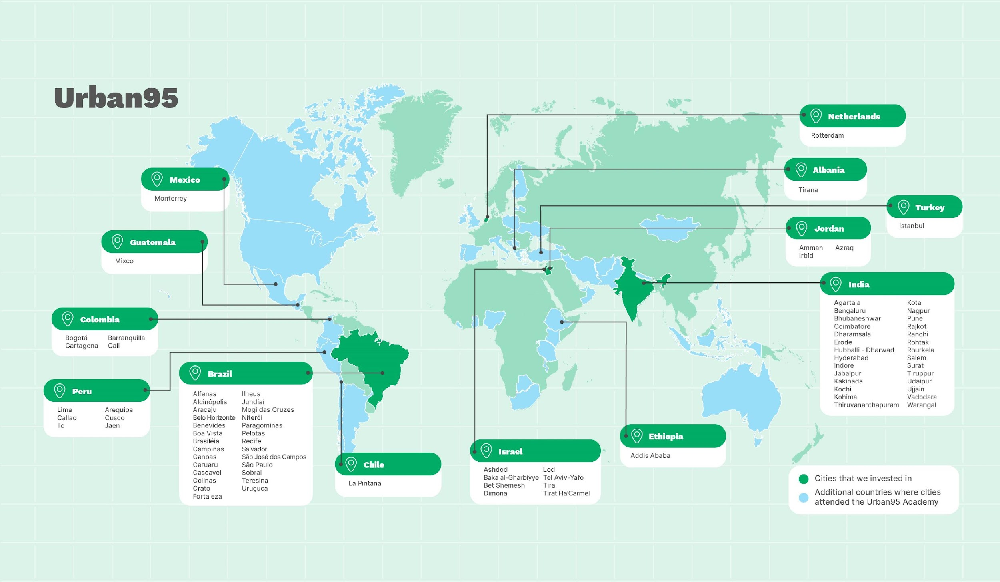 Urban95
Mexico
Monterrey
Guatemala
Mixco
Colombia
Bogotá Barranquilla
Cartagena Cali
Peru
Lima Arequipa
Callao Cusco
Ilo Jaen
Brazil
Alfenas Ilheus
Alcinópolis Jundiaí
Aracaju Mogi das Cruzes
Belo Horizonte Niterói
Benevides Paragominas
Boa Vista Pelotas
Brasiléia Recife
Campinas Salvador
Canoas São José dos Campos
Caruaru São Paulo
Cascavel Sobral
Colinas Teresina
Crato Uruçuca
Fortaleza
Chile
La Pintana
Israel
Ashdod Lod
Baka al-Gharbiyye Tel Aviv-Yafo
Bet Shemesh Tira
Dimona Tirat Ha'Carmel
Ethiopia
Addis Ababa
Netherlands
Rotterdam
Albania
Tirana
Turkey
Istanbul
Jordan
Amman Azraq
Irbid
India
Agartala Kota
Bengaluru Nagpur
Bhubaneshwar Pune
Coimbatore Rajkot
Dharamsala Ranchi
Erode Rohtak
Hubballi - Dharwad Rourkela
Hyderabad Salem
Indore Surat
Jabalpur Tiruppur
Kakinada Udaipur
Kochi Ujjain
Kohima Vadodara
Thiruvananthapuram Warangal
Cities that we invested in
Additional countries where cities
attended the Urban95 Academy